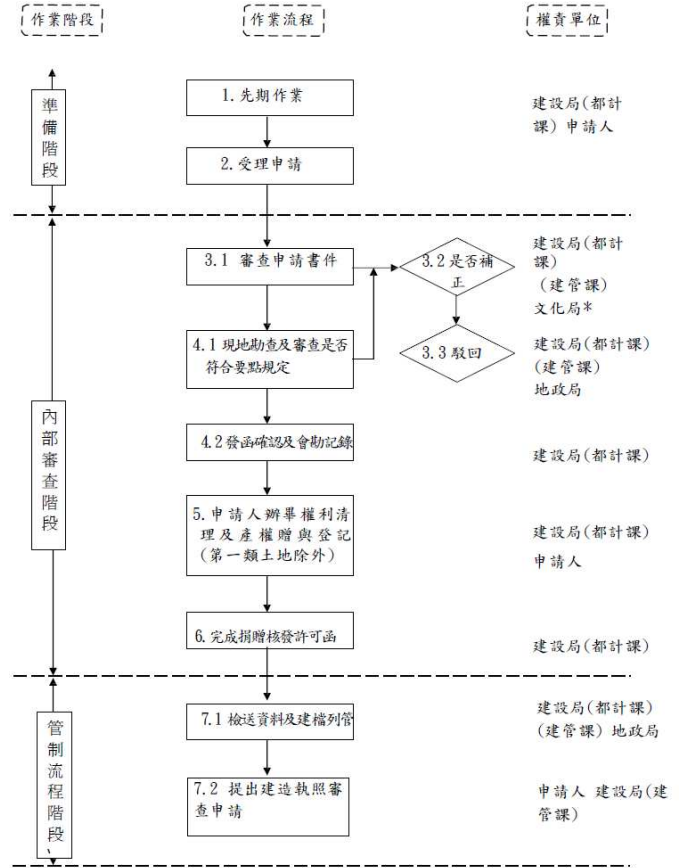 作業階段
作業流程
權責單位
準備階段
1.先期作業
建設局(都計
課) 申請人
2.受理申請
內部審查階段
3.1 審查申請書件
3.2是否補
正
建設局(都計
課)
(建管課)
文化局*
4.1現地勘查及審查是否
符合要點規定
3.3駁回
建設局(都計課)
(建管課)
地政局
4.2發函確認及會勘記錄
建設局(都計課)
5.申請人辦畢權利清
理及產權贈與登記
(第一類土地除外)
建設局(都計課)
申請人
6.完成捐贈核發許可函
建設局(都計課)
管制流程階段、
7.1檢送資料及建檔列管
建設局(都計課)
(建管課) 地政局
7.2 提出建造執照審
查申請
申請人 建設局(建
管課)